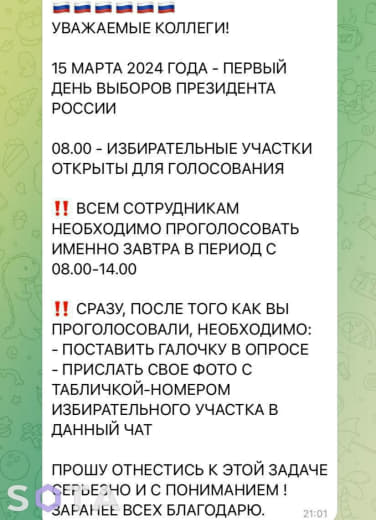 УВАЖАЕМЫЕ КОЛЛЕГИ!
15 МАРТА 2024 ГОДА - ПЕРВЫЙ
ДЕНЬ ВЫБОРОВ ПРЕЗИДЕНТА
РОССИИ
08.00 - ИЗБИРАТЕЛЬНЫЕ УЧАСТКИ
ОТКРЫТЫ ДЛЯ ГОЛОСОВАНИЯ
‼️ ВСЕМ СОТРУДНИКАМ
НЕОБХОДИМО ПРОГОЛОСОВАТЬ
ИМЕННО ЗАВТРА В ПЕРИОД С
08.00-14.00
‼️ СРАЗУ, ПОСЛЕ ТОГО КАК ВЫ
ПРОГОЛОСОВАЛИ, НЕОБХОДИМО:
- ПОСТАВИТЬ ГАЛОЧКУ В ОПРОСЕ
- ПРИСЛАТЬ СВОЕ ФОТО С
ТАБЛИЧКОЙ-НОМЕРОМ
ИЗБИРАТЕЛЬНОГО УЧАСТКА В
ДАННЫЙ ЧАТ
ПРОШУ ОТНЕСТИСЬ К ЭТОЙ ЗАДАЧЕ
СЕРЬЕЗНО И С ПОНИМАНИЕМ !
ЗАРАНЕЕ ВСЕХ БЛАГОДАРЮ.
21:01
SOTA